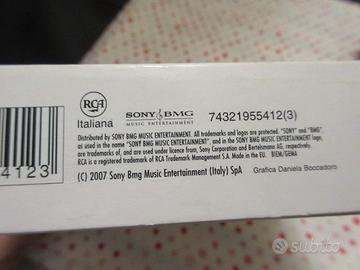 RCA
Italiana
SONY BMG
MUSIC ENTERTAINMENT
74321955412(3)
4123
Distributed by SONY BMG MUSIC ENTERTAINMENT. All trademarks and logos are protected. "SONY" and "BMG",
as used in the name "SONY BMG MUSIC ENTERTAINMENT", and in the SONY BMG MUSIC ENTERTAINMENT logo,
are trademarks of, and are used under licence from, Sony Corporation and Bertelsmann AG respectively.
RCA is a registered ® of RCA Trademark Management S.A. Made in the EU. BIEM/GEMA
(C) 2007 Sony Bmg Music Entertainment (Italy) SpA
Grafica Daniela Boccadoro
subito